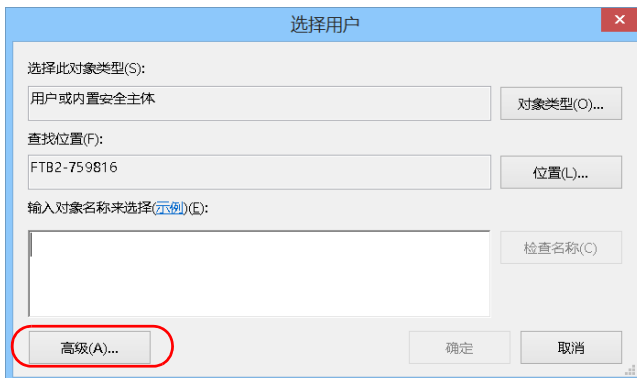 选择用户
选择此对象类型(S):
用户或内置安全主体
对象类型(O)...
查找位置(F):
FTB2-759816
位置(L)...
输入对象名称来选择(示例)(E):
检查名称(C)
高级(A)...
确定
取消